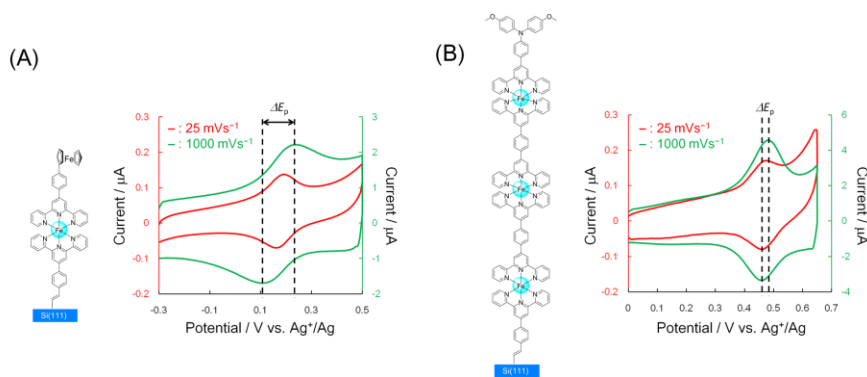 (A)
ΔEp
0.3
0.2
0.1
0
-0.1
-0.2
Current / μA
– : 25 mVs⁻¹
– : 1000 mVs⁻¹
3
2
1
0
-1
-2
Current / μA
-0.3
-0.1
0.1
0.3
0.5
Potential / V vs. Ag⁺/Ag
Fe
N
N
N
Fe
N
N
N
Si(111)
(B)
ΔEp
0.3
0.2
0.1
0
-0.1
-0.2
Current / μA
– : 25 mVs⁻¹
– : 1000 mVs⁻¹
6
4
2
0
-2
-4
Current / μA
0
0.1
0.2
0.3
0.4
0.5
0.6
0.7
Potential / V vs. Ag⁺/Ag
O
O
N
N
N
N
Fe
N
N
N
N
N
N
Fe
N
N
N
N
N
N
Fe
N
N
N
Si(111)